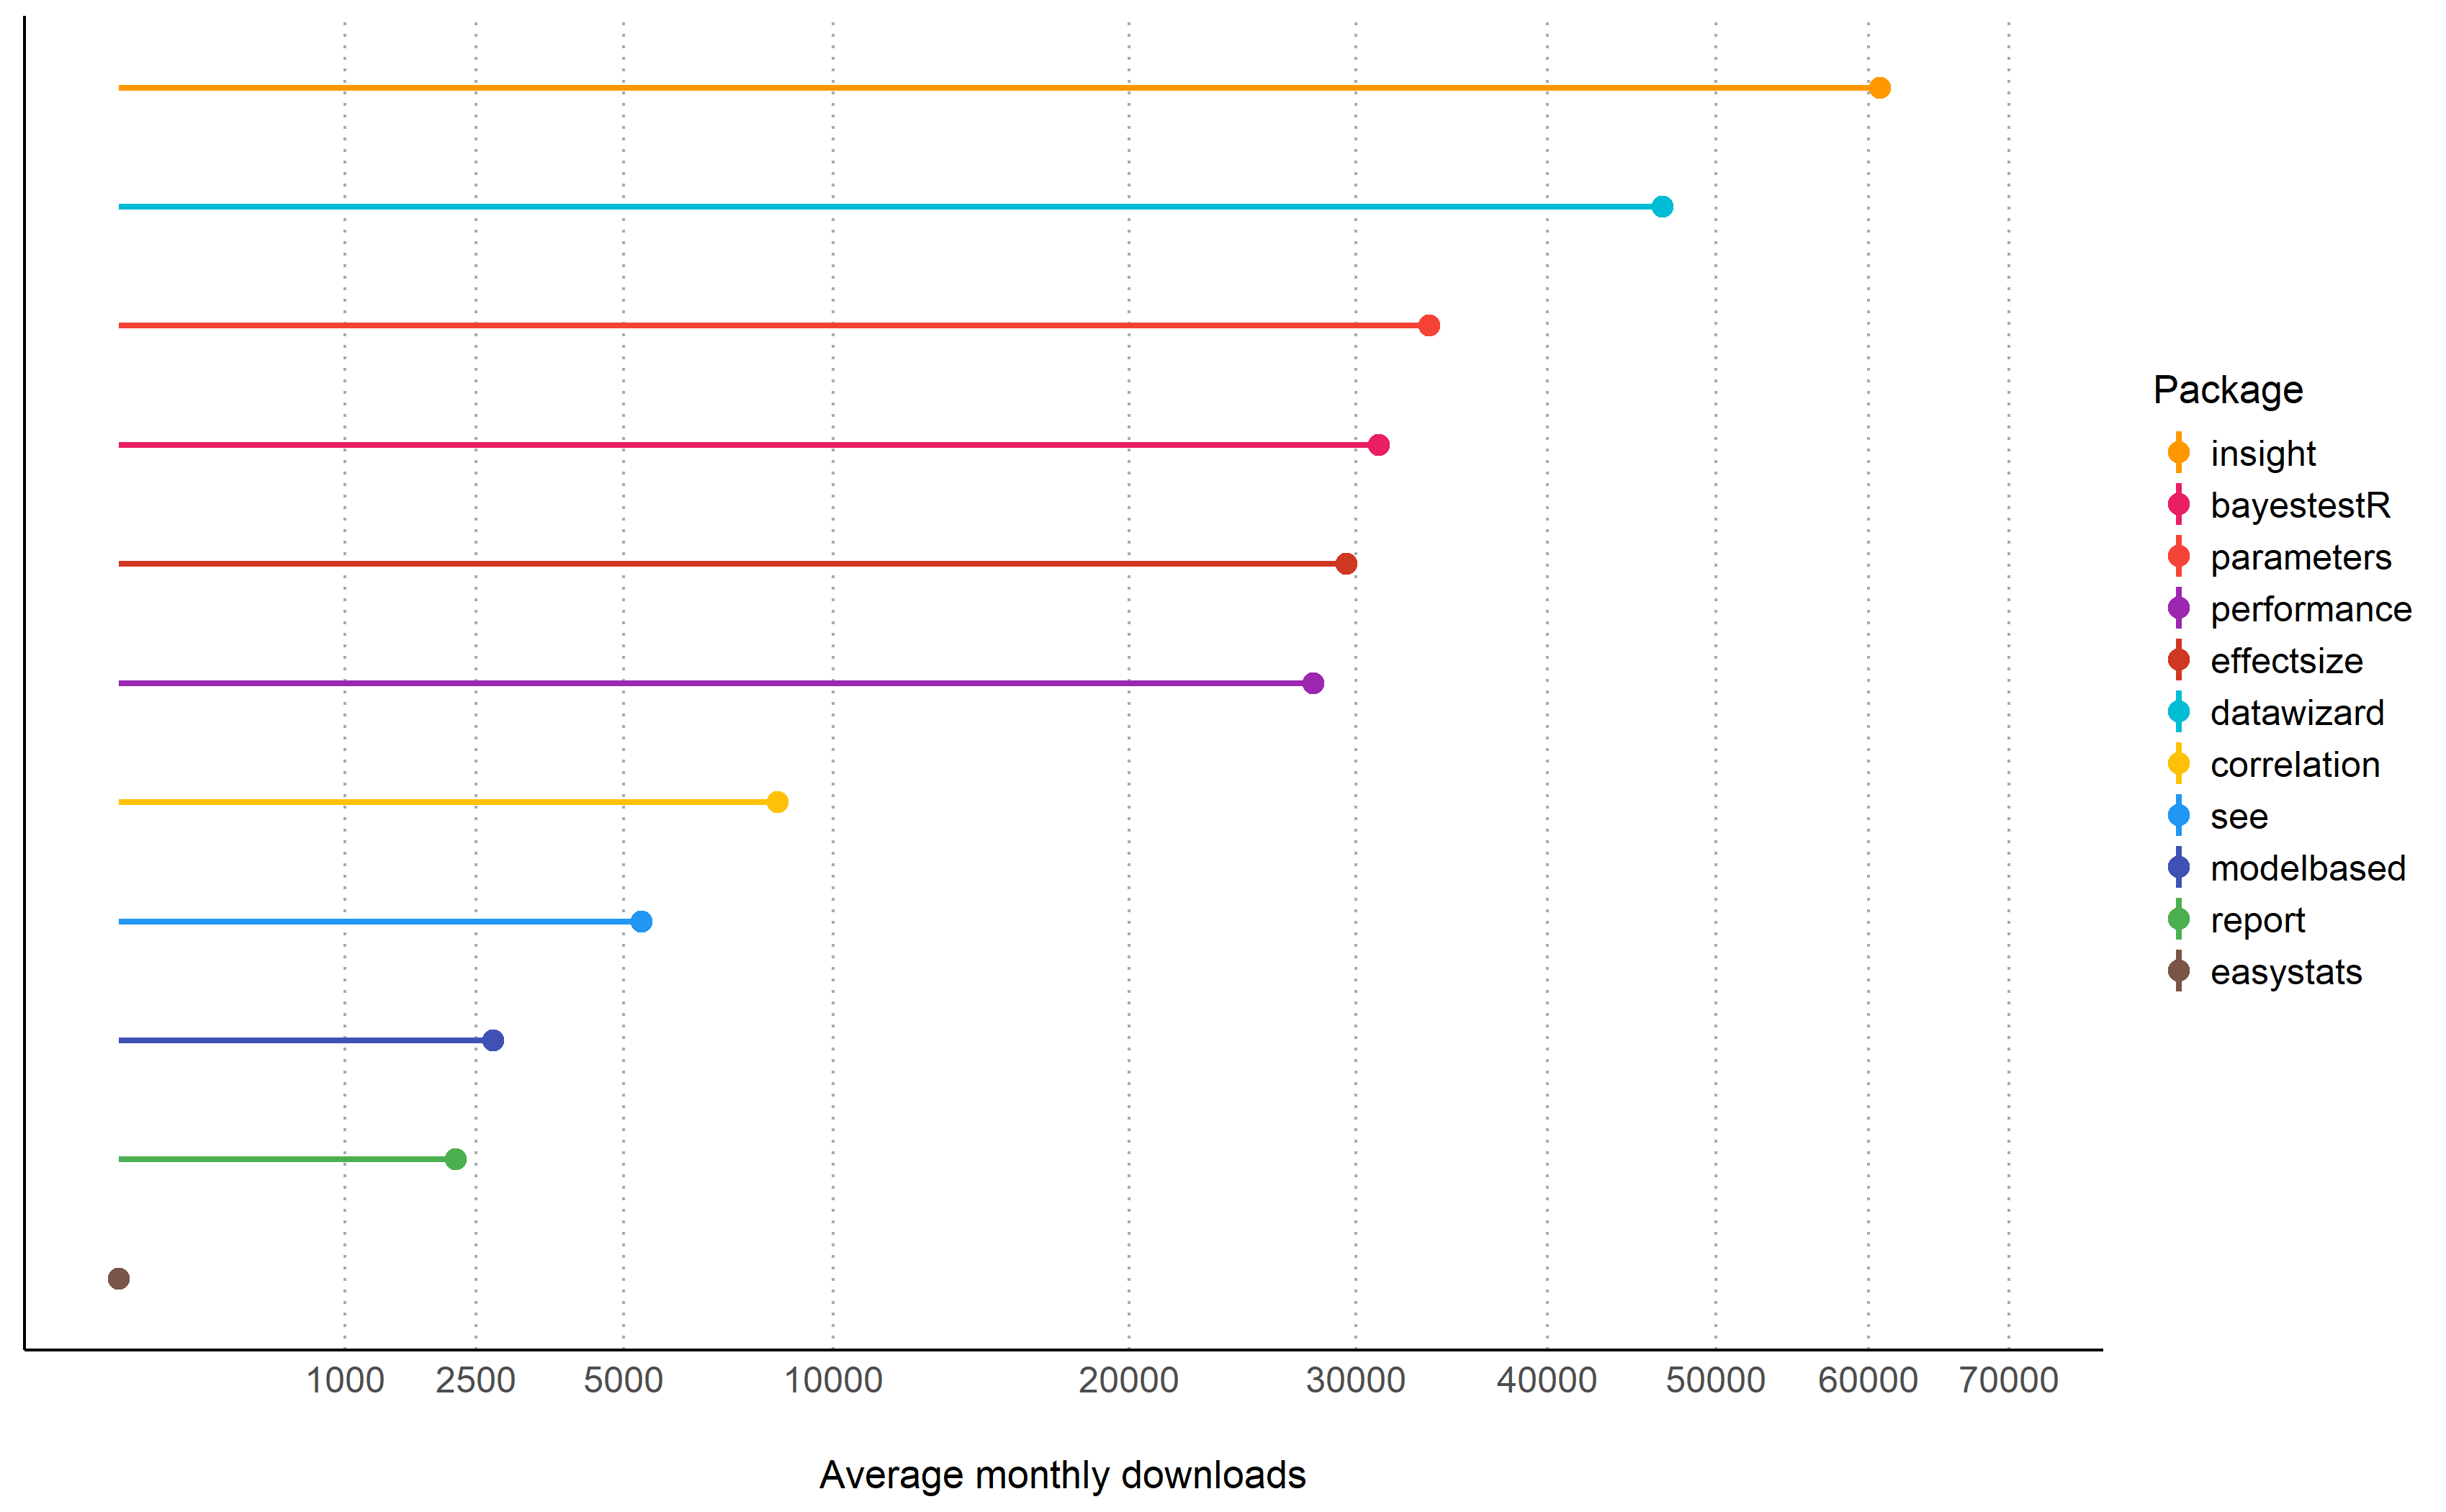 Package
insight
bayestestR
parameters
performance
effectsize
datawizard
correlation
see
modelbased
report
easystats
1000 2500 5000 10000 20000 30000 40000 50000 60000 70000
Average monthly downloads